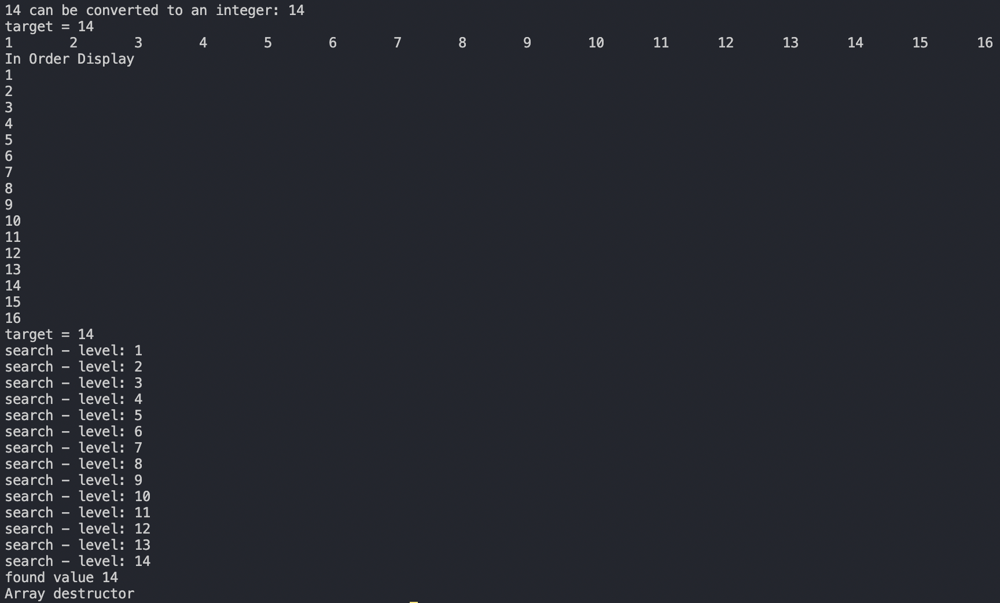 14 can be converted to an integer: 14
target = 14
1 2 3 4 5 6 7 8 9 10 11 12 13 14 15 16
In Order Display
1
2
3
4
5
6
7
8
9
10
11
12
13
14
15
16
target = 14
search - level: 1
search - level: 2
search - level: 3
search - level: 4
search - level: 5
search - level: 6
search - level: 7
search - level: 8
search - level: 9
search - level: 10
search - level: 11
search - level: 12
search - level: 13
search - level: 14
found value 14
Array destructor